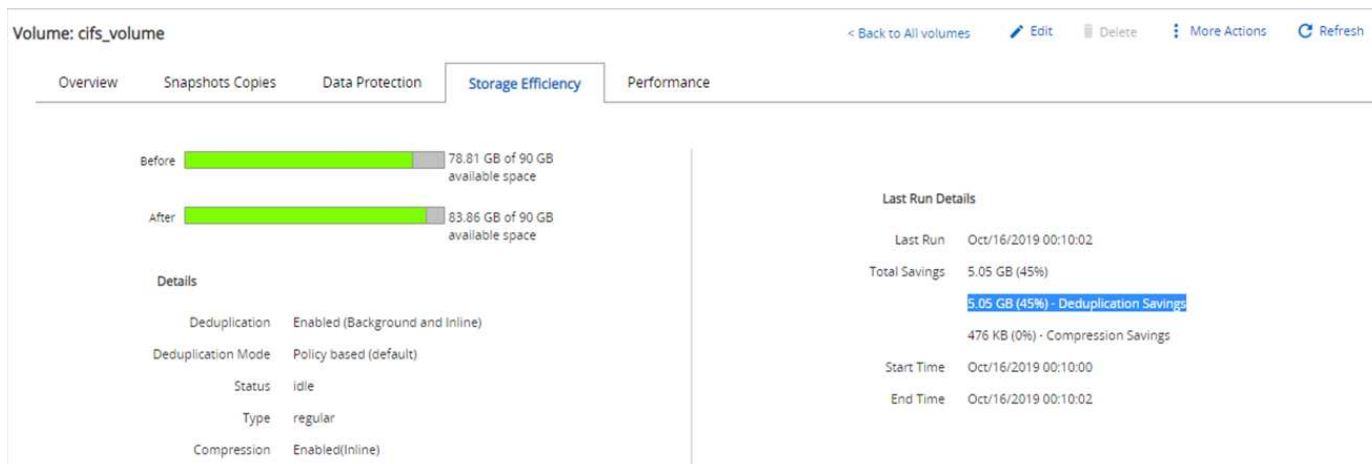 Volume: cifs_volume
< Back to All volumes Edit Delete More Actions Refresh
Overview Snapshots Copies Data Protection Storage Efficiency Performance
Before 78.81 GB of 90 GB
available space
After 83.86 GB of 90 GB
available space
Details
Deduplication Enabled (Background and Inline)
Deduplication Mode Policy based (default)
Status idle
Type regular
Compression Enabled(Inline)
Last Run Details
Last Run Oct/16/2019 00:10:02
Total Savings 5.05 GB (45%)
5.05 GB (45%) - Deduplication Savings
476 KB (0%) - Compression Savings
Start Time Oct/16/2019 00:10:00
End Time Oct/16/2019 00:10:02